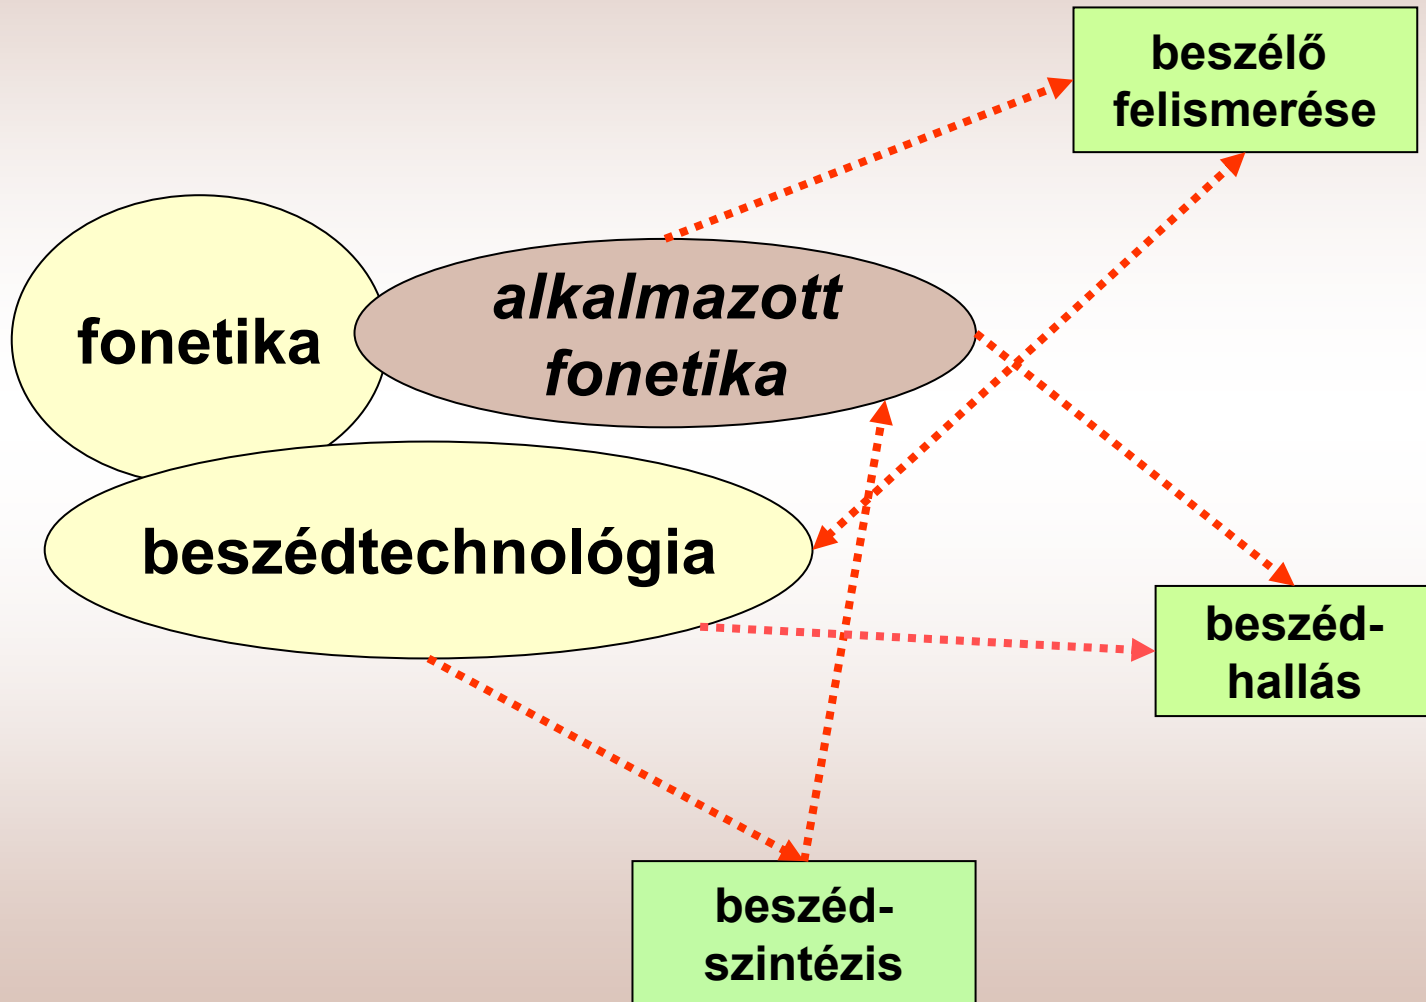 beszélő
felismerése
alkalmazott
fonetika
fonetika
beszédtechnológia
beszéd-
hallás
beszéd-
szintézis